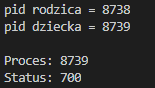 pid rodzica = 8738
pid dziecka = 8739
Proces: 8739
Status: 700